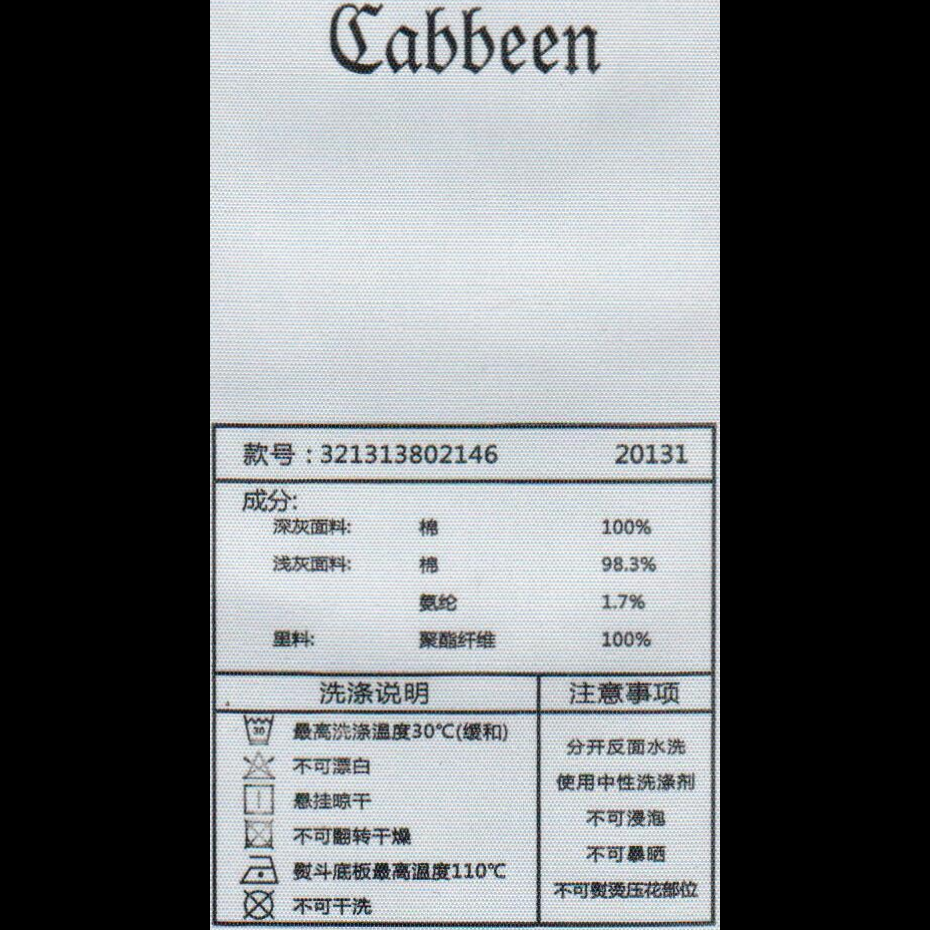 Cabbeen
款号：321313802146 20131
成分:
深灰面料: 棉 100%
浅灰面料: 棉 98.3%
氨纶 1.7%
里料: 聚酯纤维 100%
洗涤说明
30
最高洗涤温度30℃(缓和)
不可漂白
悬挂晾干
不可翻转干燥
熨斗底板最高温度110℃
不可干洗
注意事项
分开反面水洗
使用中性洗涤剂
不可浸泡
不可暴晒
不可熨烫压花部位